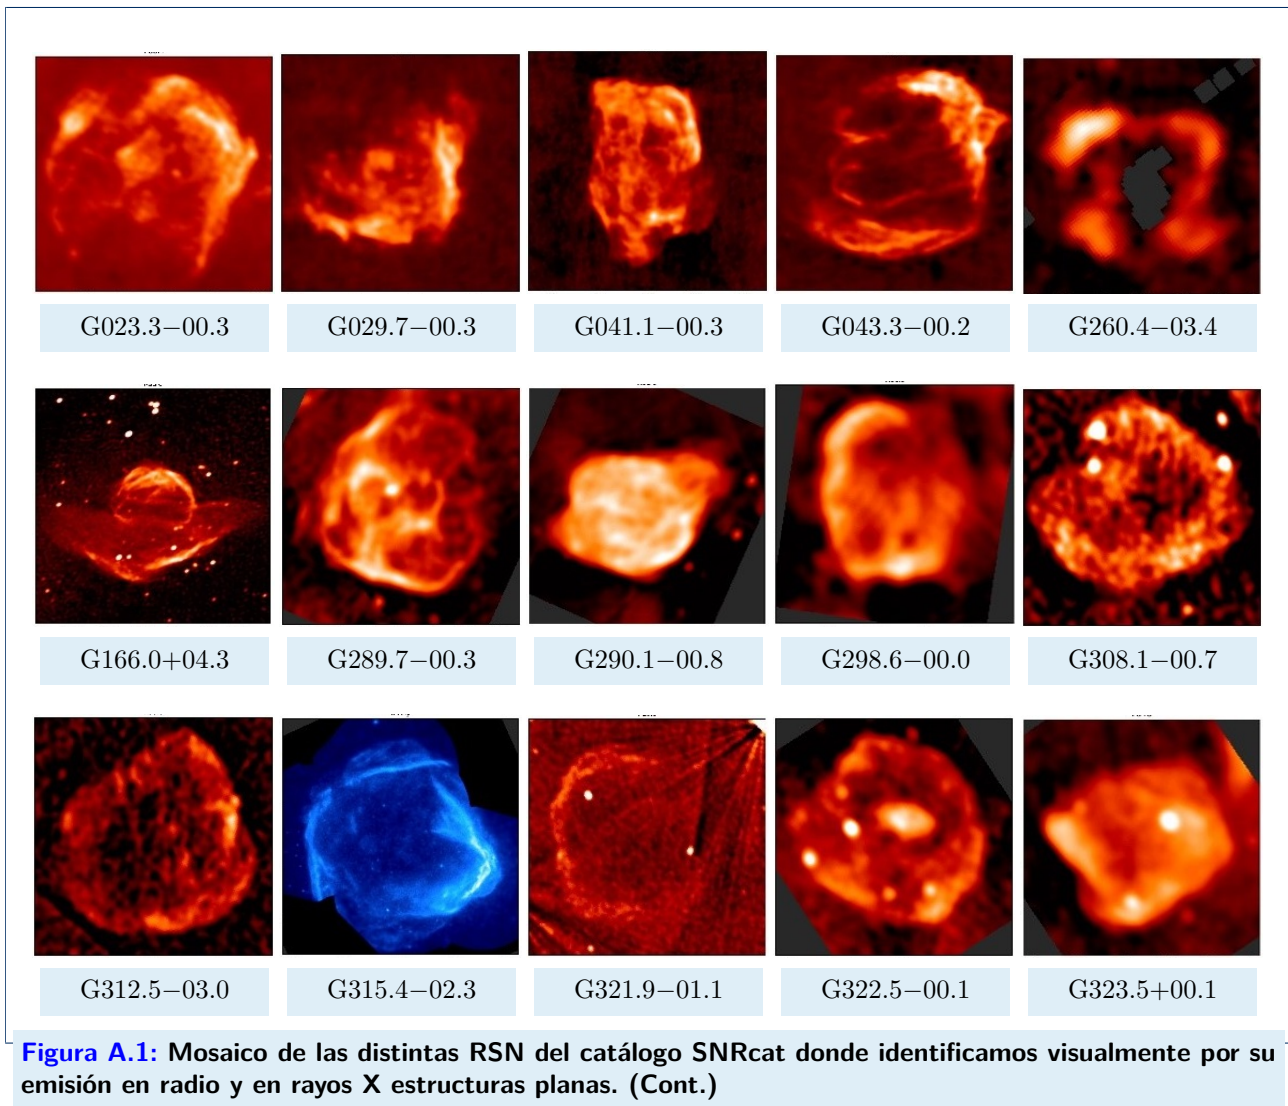 G023.3−00.3
G029.7−00.3
G041.1−00.3
G043.3−00.2
G260.4−03.4
G166.0+04.3
G289.7−00.3
G290.1−00.8
G298.6−00.0
G308.1−00.7
G312.5−03.0
G315.4−02.3
G321.9−01.1
G322.5−00.1
G323.5+00.1
Figura A.1: Mosaico de las distintas RSN del catálogo SNRcat donde identificamos visualmente por su
emisión en radio y en rayos X estructuras planas. (Cont.)